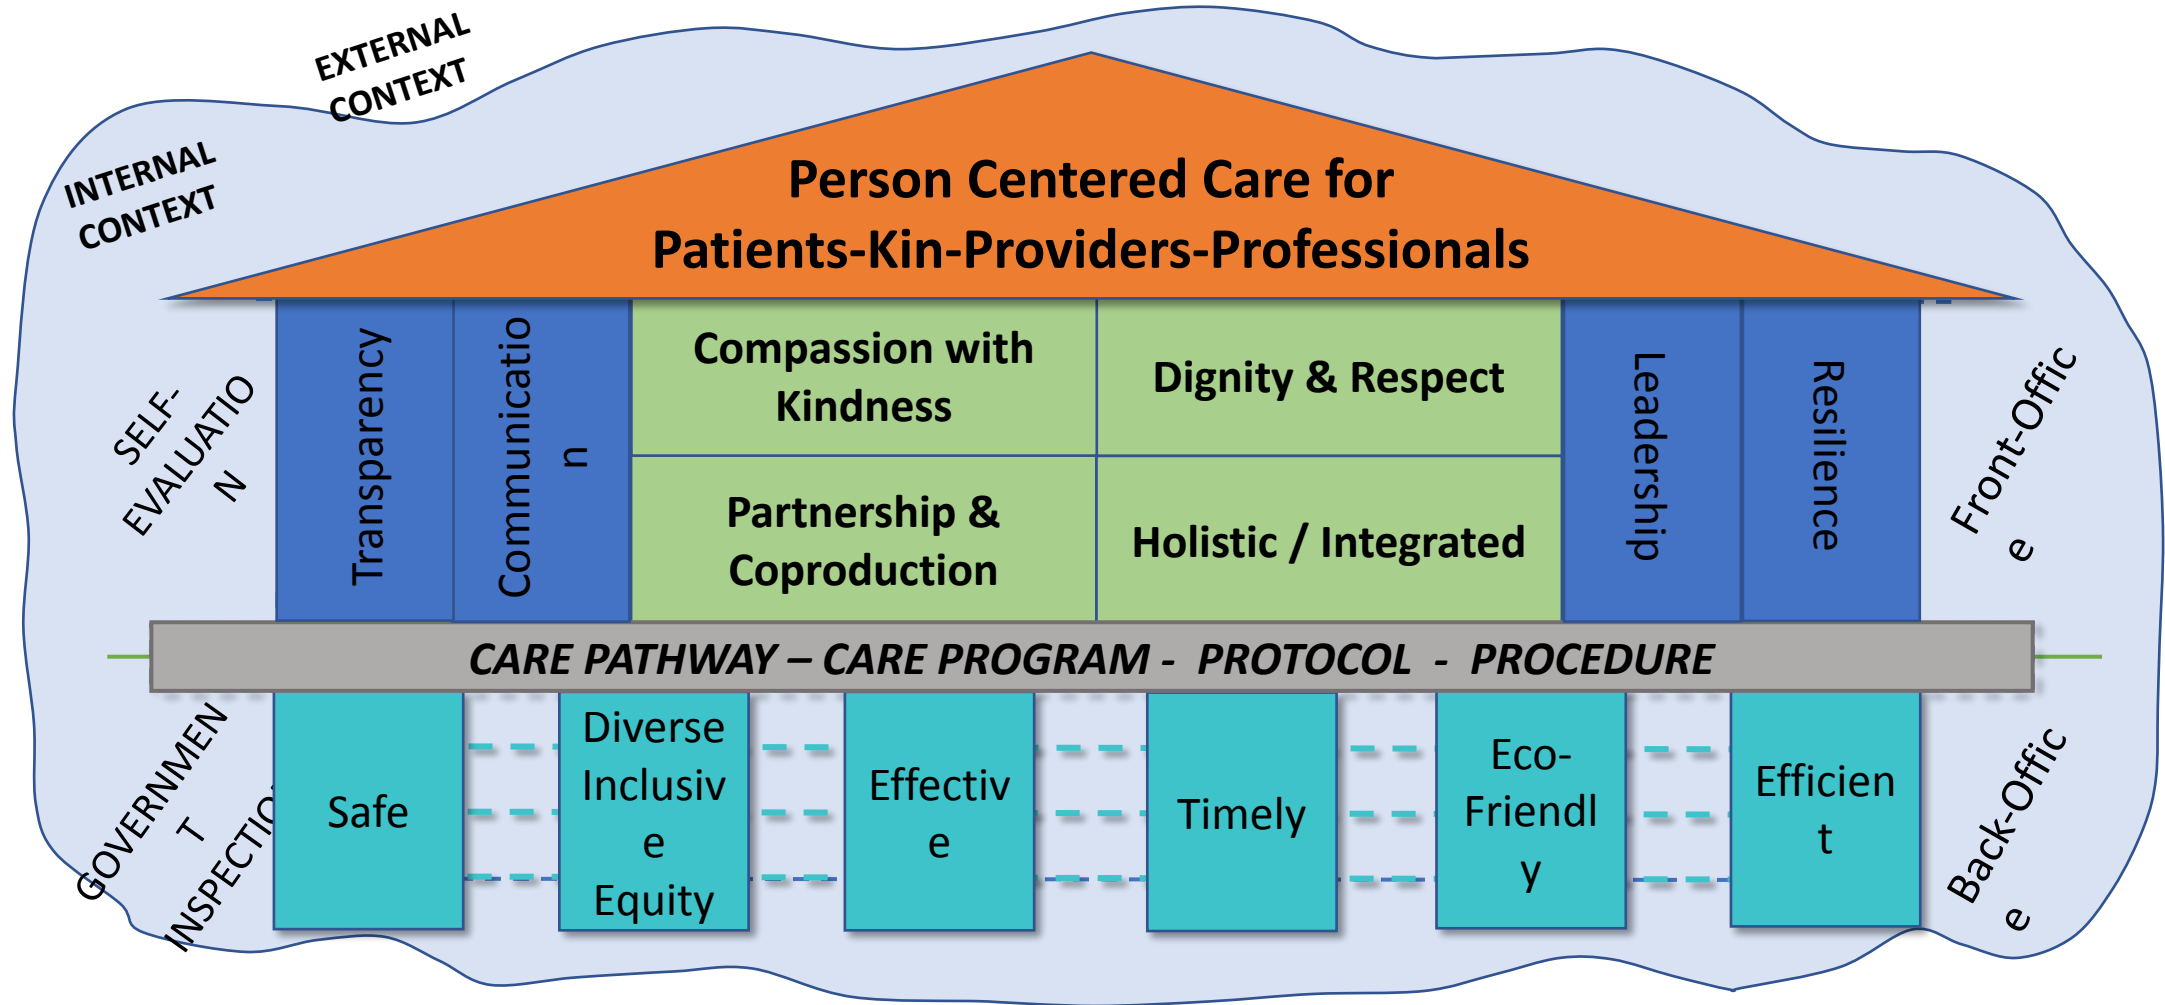 EXTERNAL
CONTEXT
INTERNAL
CONTEXT
Person Centered Care for
Patients-Kin-Providers-Professionals
SELF-
EVALUATIO
N
Transparency
Communicatio
n
Compassion with
Kindness
Dignity & Respect
Partnership &
Coproduction
Holistic / Integrated
Leadership
Resilience
Front-Offic
e
CARE PATHWAY – CARE PROGRAM - PROTOCOL - PROCEDURE
GOVERNMEN
T
INSPECTIO
Safe
Diverse
Inclusiv
e
Equity
Effectiv
e
Timely
Eco-
Friendl
y
Efficien
t
Back-Offic
e